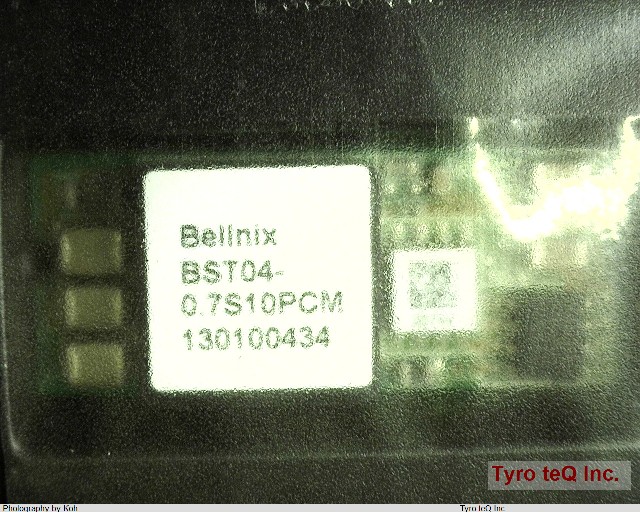 Bellnix
BST04-
0.7S10PCM
130100434
Tyro teQ Inc.
Photography by Koh
Tyro teQ Inc